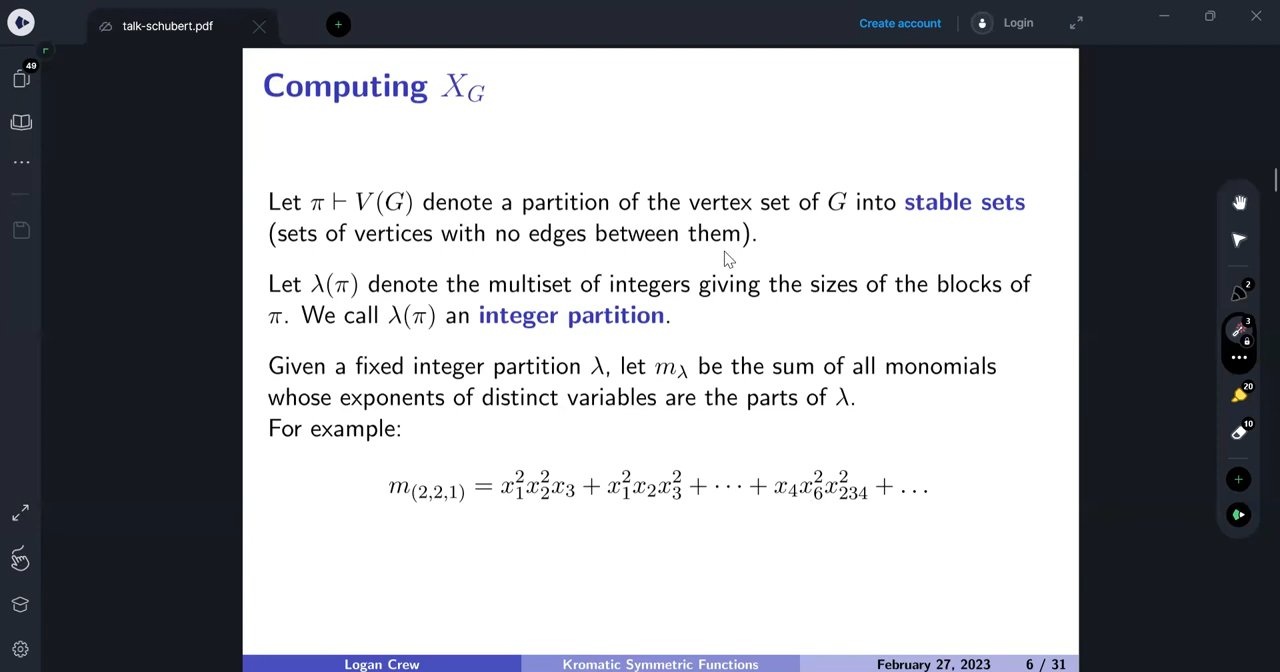 talk-schubert.pdf
Create account
Login
49
Computing X_G
Let π ⊢ V(G) denote a partition of the vertex set of G into stable sets
(sets of vertices with no edges between them).
Let λ(π) denote the multiset of integers giving the sizes of the blocks of
π. We call λ(π) an integer partition.
Given a fixed integer partition λ, let m_λ be the sum of all monomials
whose exponents of distinct variables are the parts of λ.
For example:
m_(2,2,1) = x_1^2 x_2^2 x_3 + x_1^2 x_2 x_3^2 + ⋯ + x_4 x_6^2 x_234^2 + …
2
3
20
10
Logan Crew
Kromatic Symmetric Functions
February 27, 2023
6 / 31